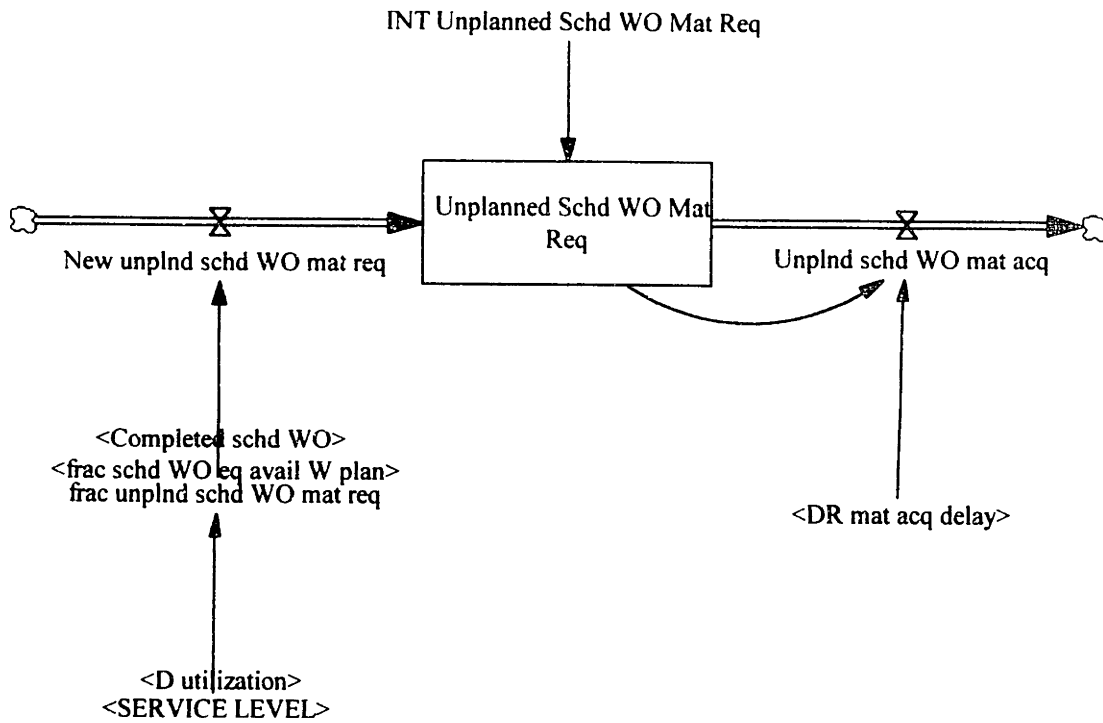 INT Unplanned Schd WO Mat Req
Unplanned Schd WO Mat
Req
New unplnd schd WO mat req
Unplnd schd WO mat acq
<Completed schd WO>
<frac schd WO eq avail W plan>
frac unplnd schd WO mat req
<DR mat acq delay>
<D utilization>
<SERVICE LEVEL>